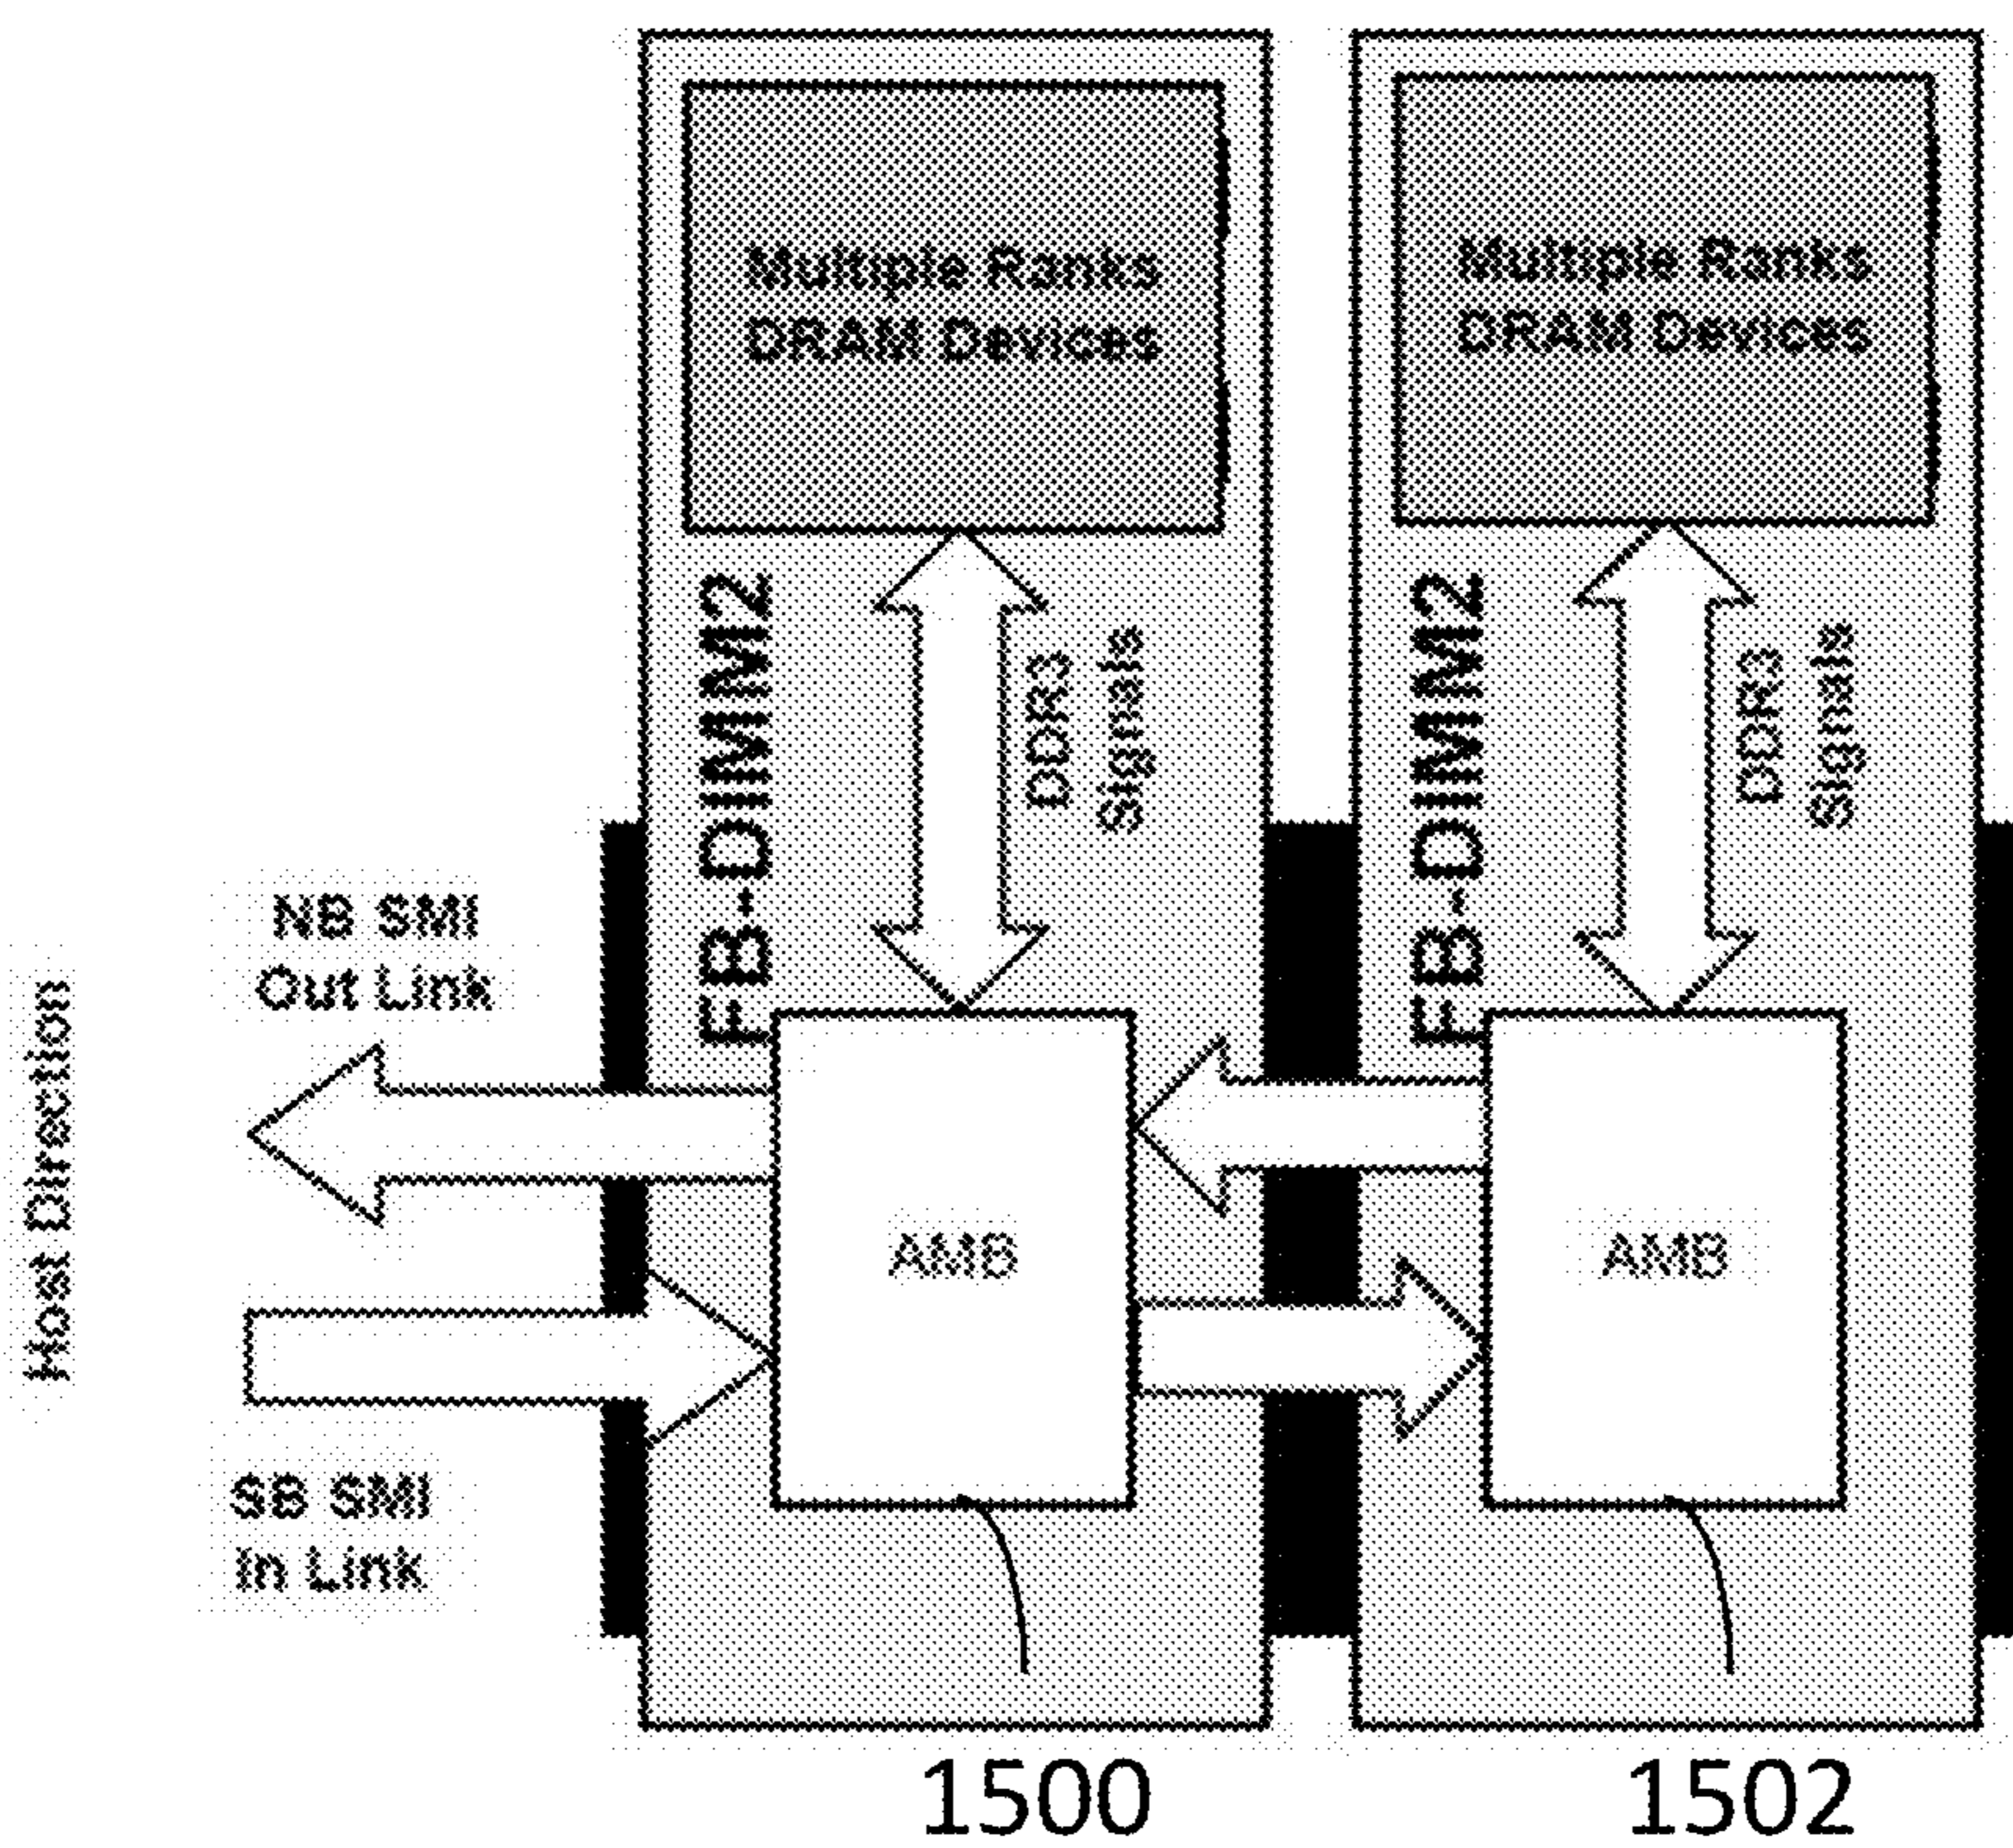 Multiple Ranks
DRAM Devices
Multiple Ranks
DRAM Devices
FB-DIMM2
DDR3
Signals
FB-DIMM2
DDR3
Signals
Host Direction
NB SMI
Out Link
AMB
AMB
SB SMI
In Link
1500
1502